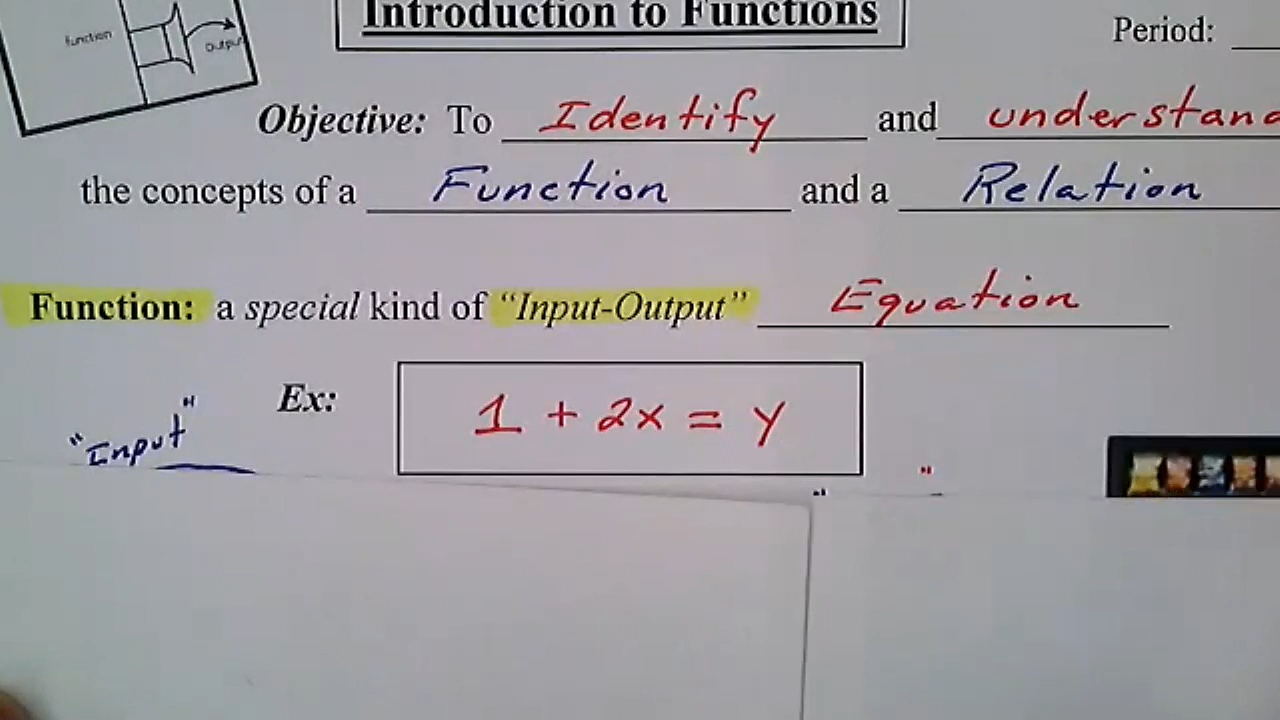 Introduction to Functions
Period:
Function
Output
Objective: To Identify and understand
the concepts of a Function and a Relation
Function: a special kind of "Input-Output" Equation
Ex: 1 + 2x = y
"Input"